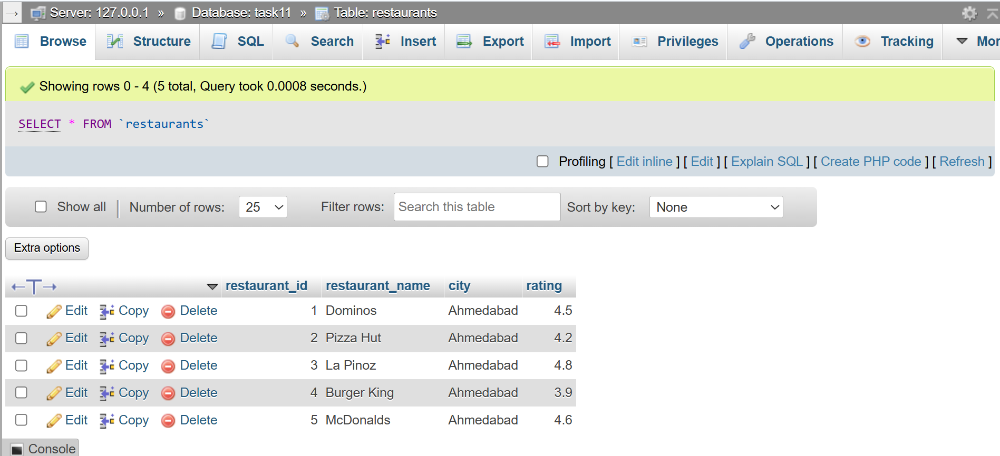 Server: 127.0.0.1 » Database: task11 » Table: restaurants
Browse Structure SQL Search Insert Export Import Privileges Operations Tracking Mor
Showing rows 0 - 4 (5 total, Query took 0.0008 seconds.)
SELECT * FROM `restaurants`
Profiling [ Edit inline ] [ Edit ] [ Explain SQL ] [ Create PHP code ] [ Refresh ]
Show all Number of rows: 25 Filter rows: Search this table Sort by key: None
Extra options
←T→ restaurant_id restaurant_name city rating
Edit Copy Delete 1 Dominos Ahmedabad 4.5
Edit Copy Delete 2 Pizza Hut Ahmedabad 4.2
Edit Copy Delete 3 La Pinoz Ahmedabad 4.8
Edit Copy Delete 4 Burger King Ahmedabad 3.9
Edit Copy Delete 5 McDonalds Ahmedabad 4.6
Console